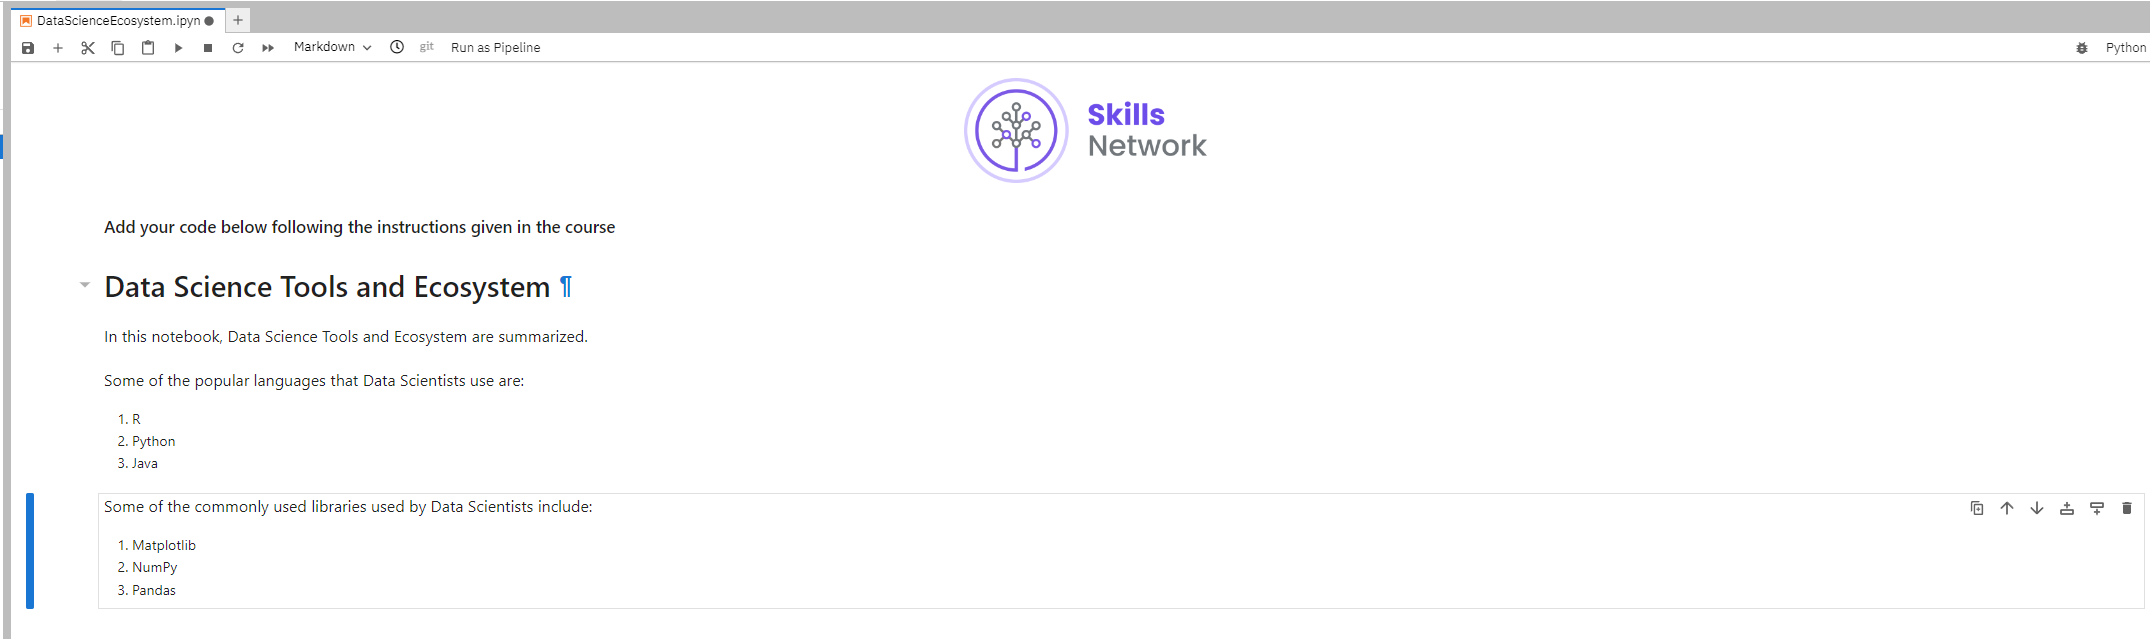 DataScienceEcosystem.ipyn
Markdown git Run as Pipeline Python
Skills
Network
Add your code below following the instructions given in the course
Data Science Tools and Ecosystem ¶
In this notebook, Data Science Tools and Ecosystem are summarized.
Some of the popular languages that Data Scientists use are:
1. R
2. Python
3. Java
Some of the commonly used libraries used by Data Scientists include:
1. Matplotlib
2. NumPy
3. Pandas